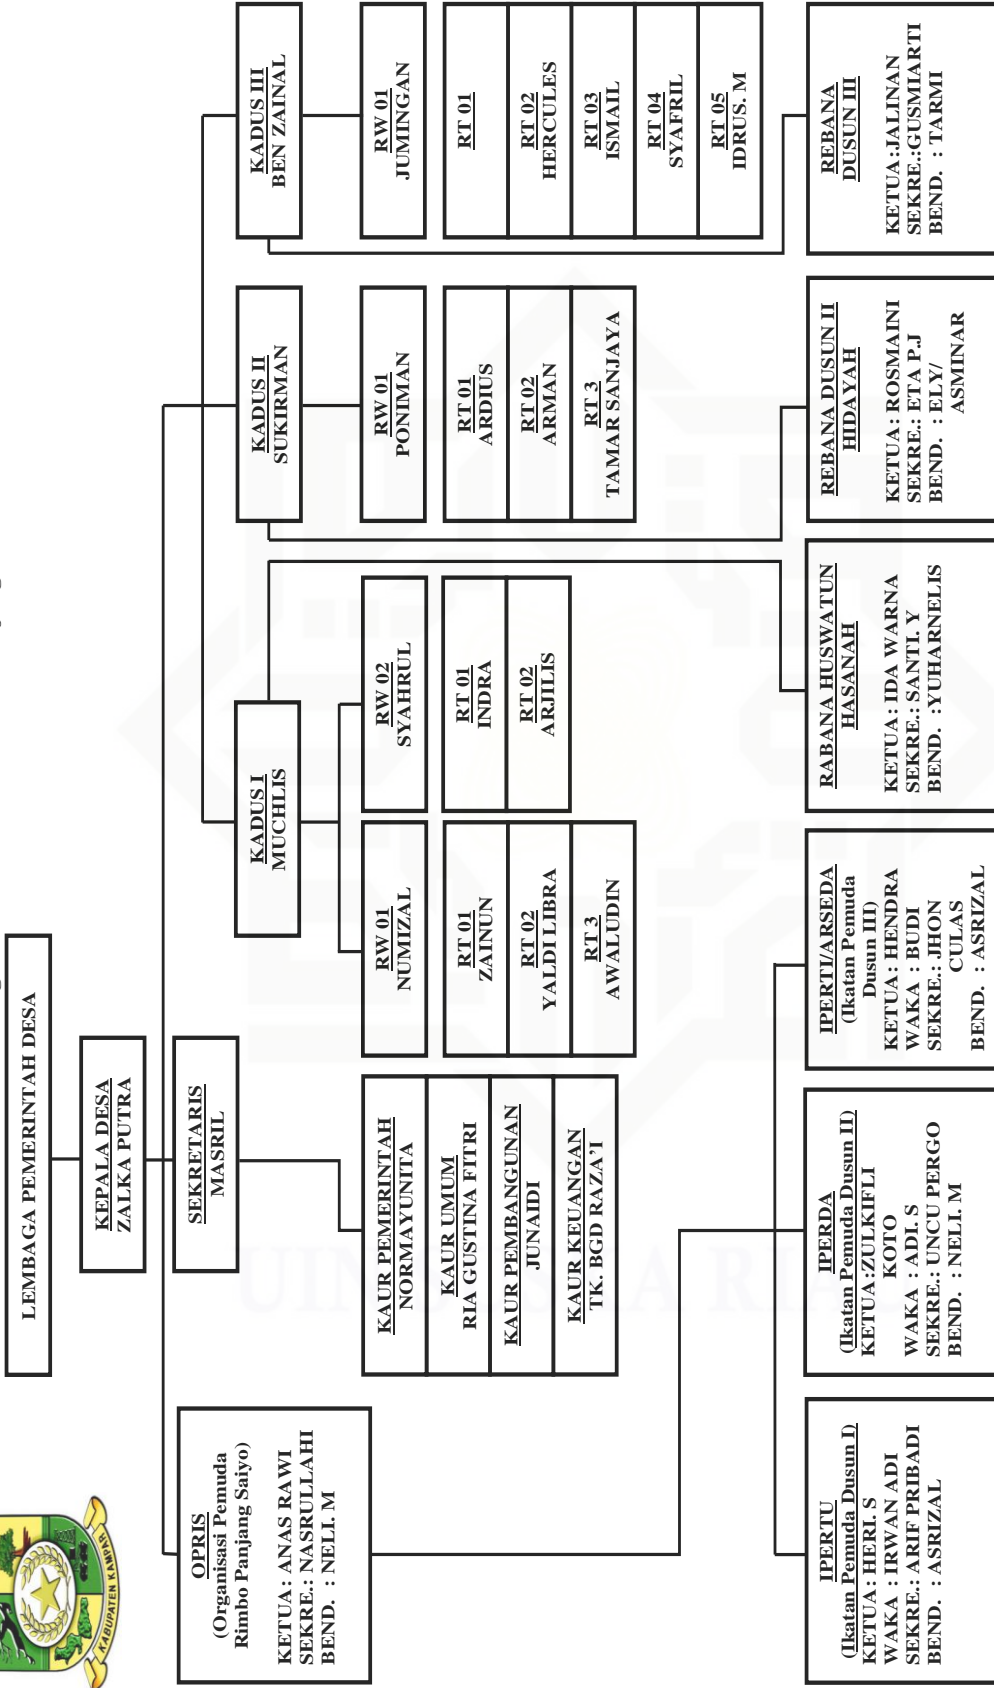 LEMBAGA PEMERINTAH DESA
KEPALA DESA
ZALKA PUTRA
SEKRETARIS
MASRIL
OPRIS
(Organisasi Pemuda
Rimbo Panjang Saiyo)
KETUA : ANAS RAWI
SEKRE.: NASRULLAHI
BEND. : NELI. M
KADUS I
MUCHLIS
KADUS II
SUKIRMAN
KADUS III
BEN ZAINAL
KAUR PEMERINTAH
NORMAYUNITA
KAUR UMUM
RIA GUSTINA FITRI
KAUR PEMBANGUNAN
JUNAIDI
KAUR KEUANGAN
TK. BGD RAZA'I
RW 01
NUMIZAL
RT 01
ZAINUN
RT 02
YALDI LIBRA
RT 3
AWALUDIN
RW 02
SYAHRUL
RT 01
INDRA
RT 02
ARJILIS
RW 01
PONIMAN
RT 01
ARDIUS
RT 02
ARMAN
RT 3
TAMAR SANJAYA
RW 01
JUMINGAN
RT 01
RT 02
HERCULES
RT 03
ISMAIL
RT 04
SYAFRIL
RT 05
IDRUS. M
IPERTU
(Ikatan Pemuda Dusun I)
KETUA : HERI. S
WAKA : IRWAN ADI
SEKRE.: ARIF PRIBADI
BEND. : ASRIZAL
IPERDA
(Ikatan Pemuda Dusun II)
KETUA :ZULKIFLI
KOTO
WAKA : ADI. S
SEKRE.: UNCU PERGO
BEND. : NELI. M
IPERTI/ARSEDA
(Ikatan Pemuda
Dusun III)
KETUA : HENDRA
WAKA : BUDI
SEKRE.: JHON
CULAS
BEND. : ASRIZAL
RABANA HUSWATUN
HASANAH
KETUA : IDA WARNA
SEKRE.: SANTI. Y
BEND. :YUHARNELIS
REBANA DUSUN II
HIDAYAH
KETUA : ROSMAINI
SEKRE.: ETA P.J
BEND. : ELY/
ASMINAR
REBANA
DUSUN III
KETUA :JALINAN
SEKRE.:GUSMIARTI
BEND. : TARMI
KABUPATEN KAMPAR